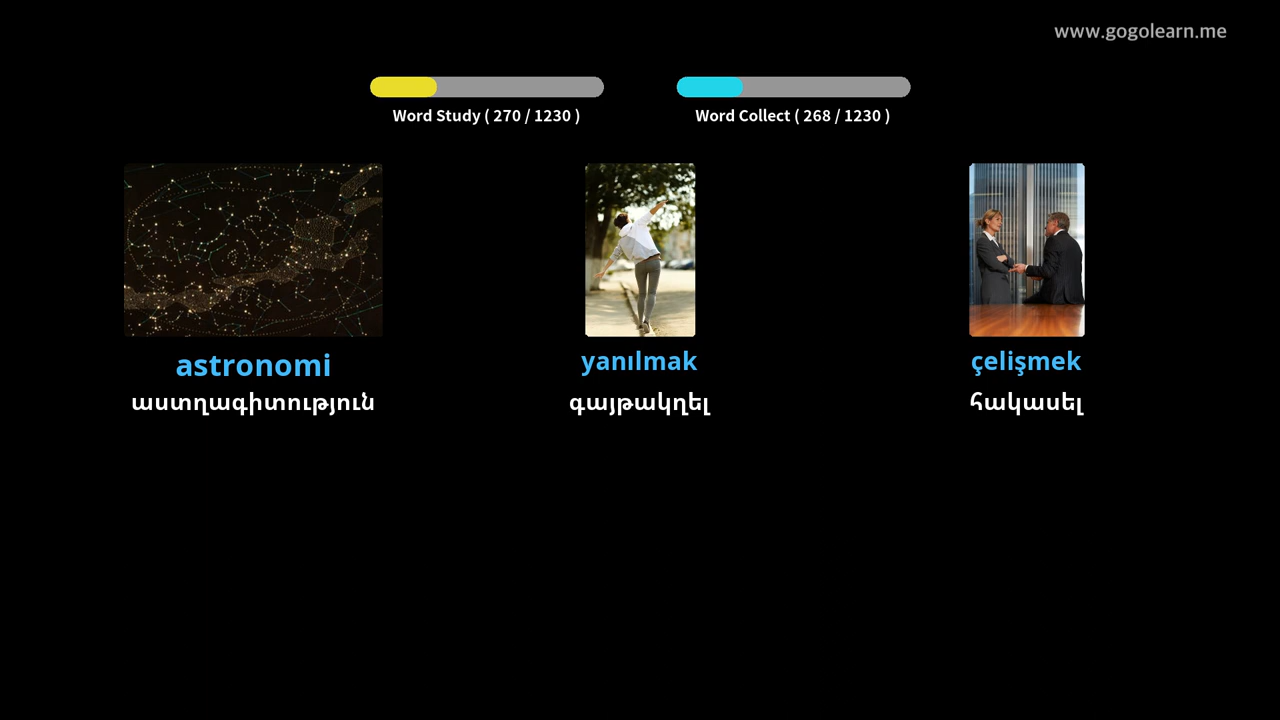 www.gogolearn.me
Word Study ( 270 / 1230 )
Word Collect ( 268 / 1230 )
astronomi
աստղագիտություն
yanılmak
գայթակղել
çelişmek
հակասել